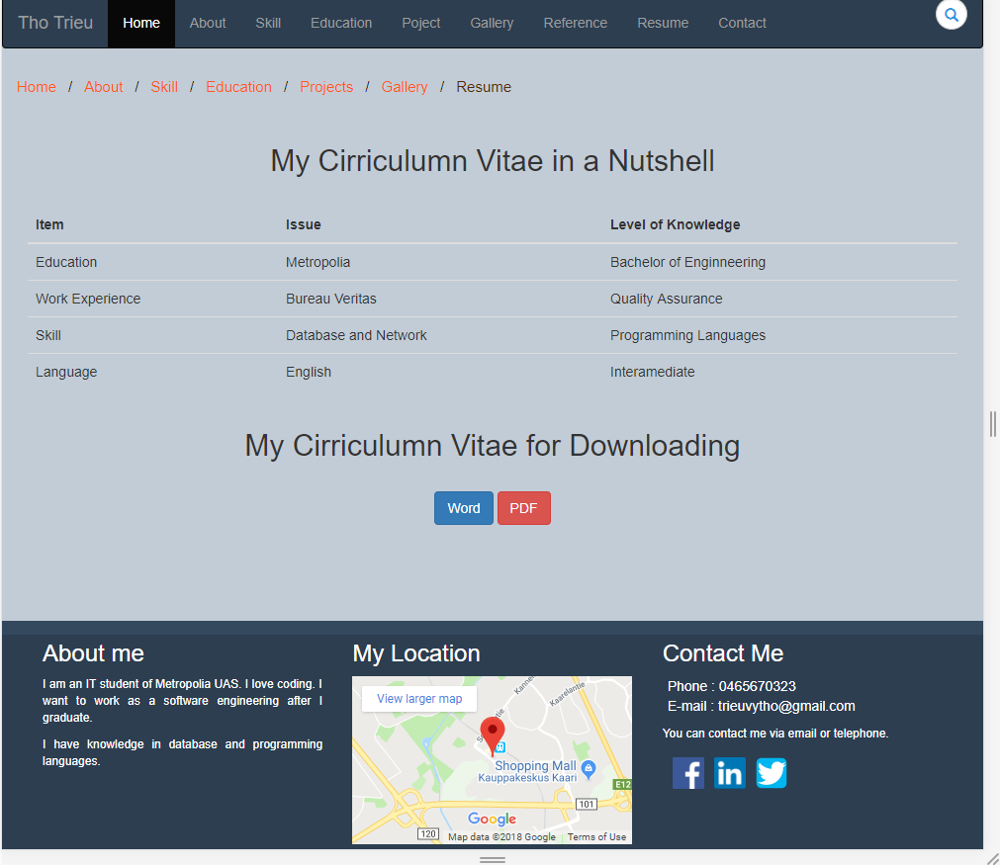 Tho Trieu Home About Skill Education Poject Gallery Reference Resume Contact
Home / About / Skill / Education / Projects / Gallery / Resume
My Cirriculumn Vitae in a Nutshell
Item Issue Level of Knowledge
Education Metropolia Bachelor of Enginneering
Work Experience Bureau Veritas Quality Assurance
Skill Database and Network Programming Languages
Language English Interamediate
My Cirriculumn Vitae for Downloading
Word PDF
About me
I am an IT student of Metropolia UAS. I love coding. I
want to work as a software engineering after I
graduate.
I have knowledge in database and programming
languages.
My Location
View larger map
Kaarelantie
Shopping Mall
Kauppakeskus Kaari
E12
101
120
Google
Map data ©2018 Google Terms of Use
Contact Me
Phone : 0465670323
E-mail : trieuvytho@gmail.com
You can contact me via email or telephone.
f in